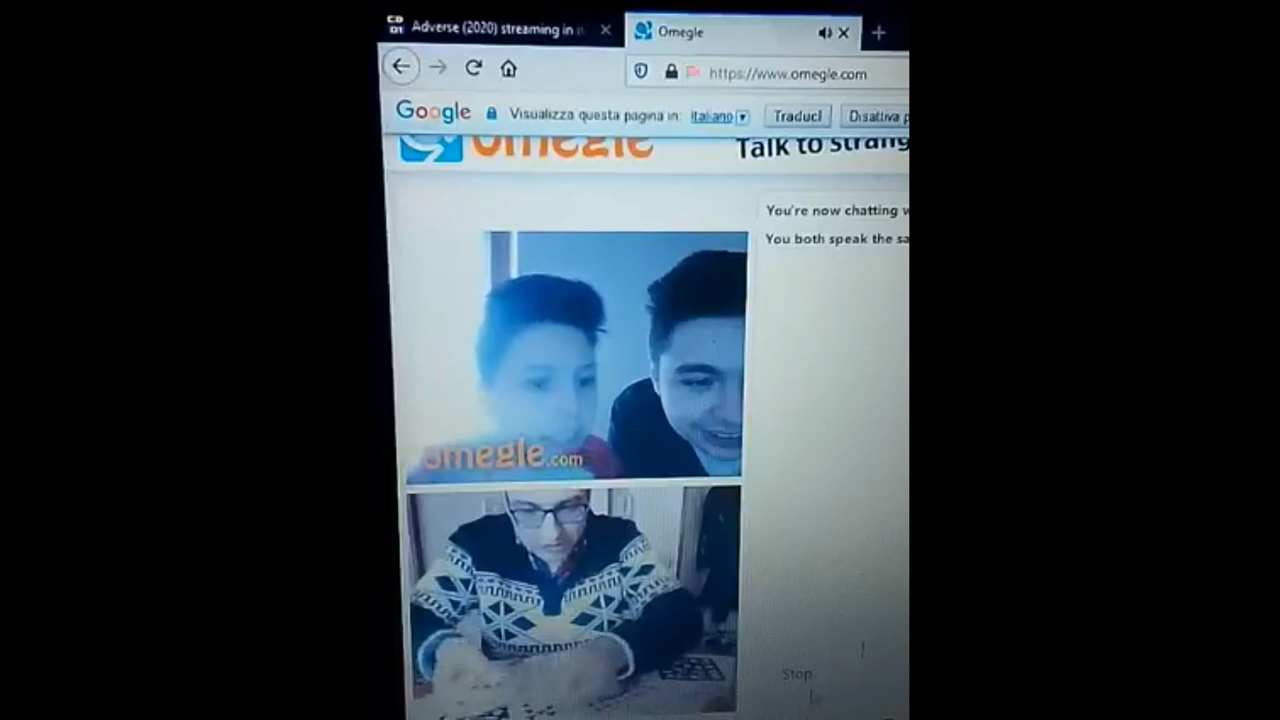 Adverse (2020) streaming in
Omegle
https://www.omegle.com
Google Visualizza questa pagina in: Italiano Traduci Disattiva
omegle Talk to strang
You're now chatting
You both speak the sa
omegle.com
Stop